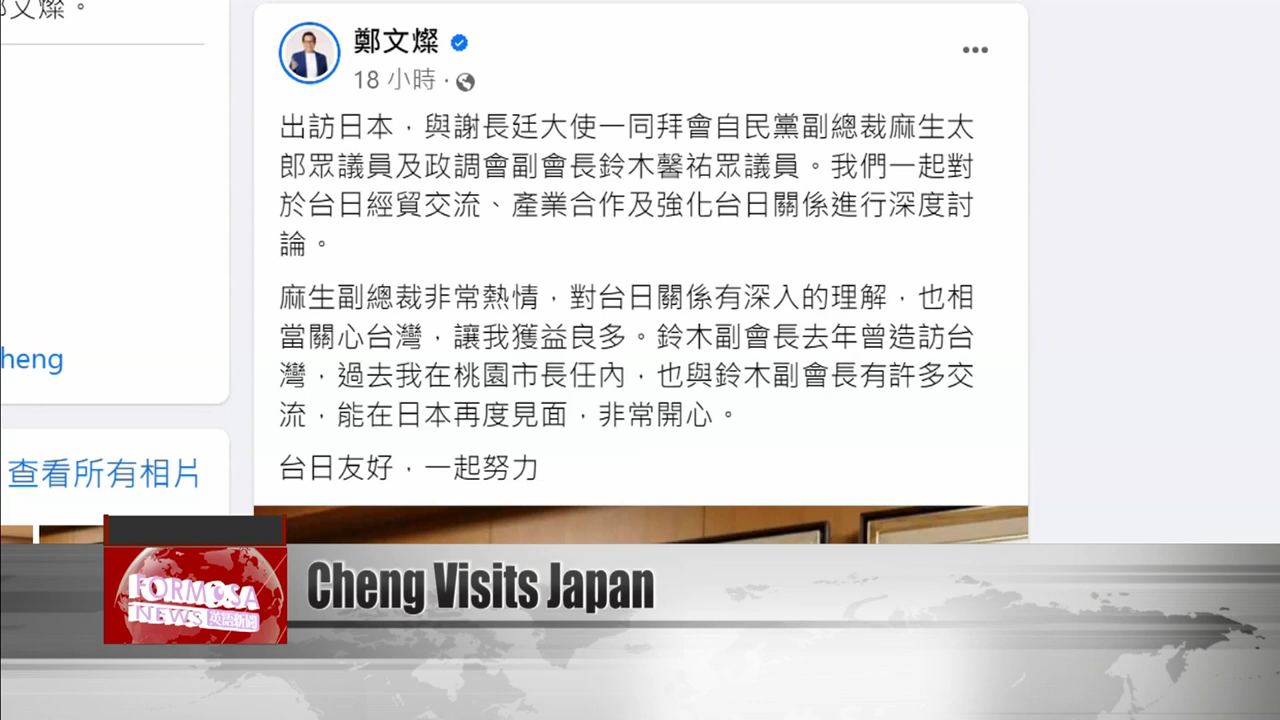 文燦。
鄭文燦
18 小時 ·
出訪日本，與謝長廷大使一同拜會自民黨副總裁麻生太
郎眾議員及政調會副會長鈴木馨祐眾議員。我們一起對
於台日經貿交流、產業合作及強化台日關係進行深度討
論。
麻生副總裁非常熱情，對台日關係有深入的理解，也相
當關心台灣，讓我獲益良多。鈴木副會長去年曾造訪台
灣，過去我在桃園市長任內，也與鈴木副會長有許多交
流，能在日本再度見面，非常開心。
台日友好，一起努力
heng
查看所有相片
FORMOSA
NEWS 英語新聞
Cheng Visits Japan